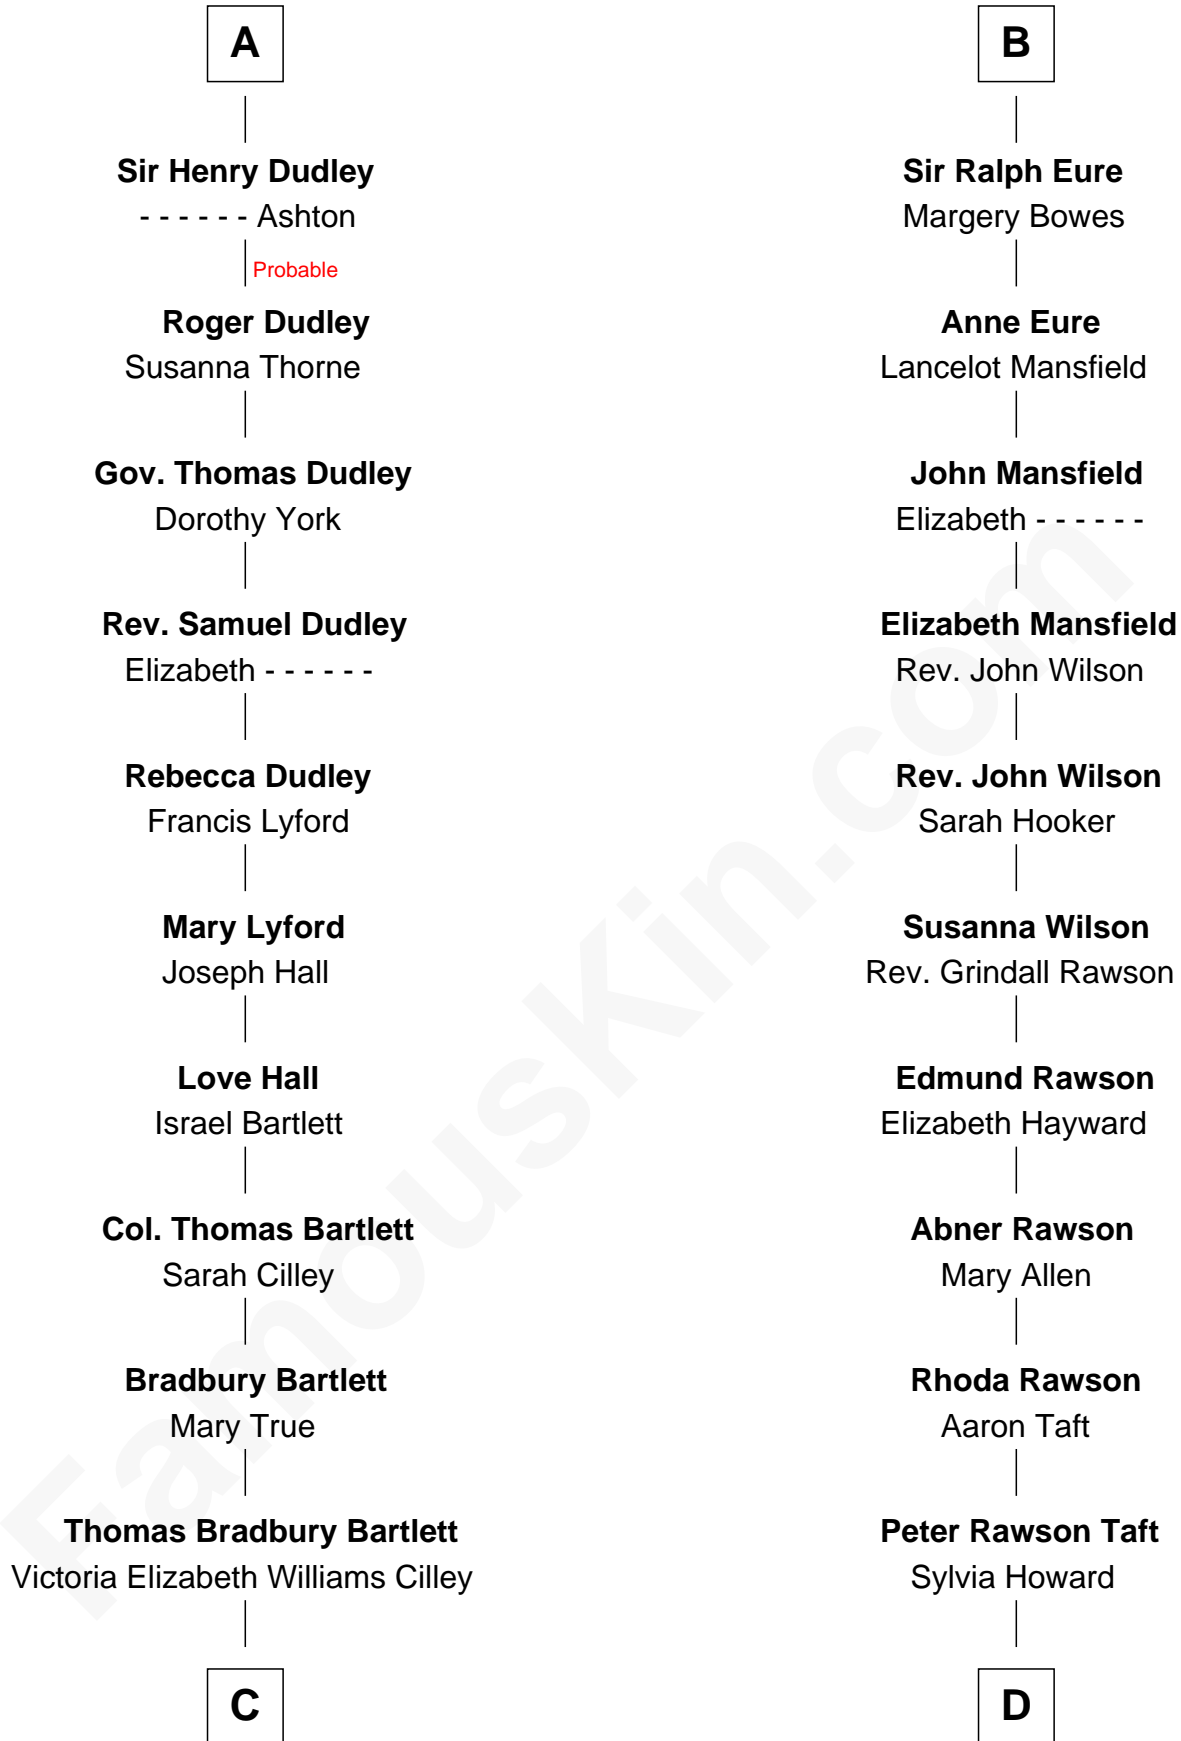 A
Sir Henry Dudley
- - - - - - Ashton
Probable
Roger Dudley
Susanna Thorne
Gov. Thomas Dudley
Dorothy York
Rev. Samuel Dudley
Elizabeth - - - - - -
Rebecca Dudley
Francis Lyford
Mary Lyford
Joseph Hall
Love Hall
Israel Bartlett
Col. Thomas Bartlett
Sarah Cilley
Bradbury Bartlett
Mary True
Thomas Bradbury Bartlett
Victoria Elizabeth Williams Cilley
C
B
Sir Ralph Eure
Margery Bowes
Anne Eure
Lancelot Mansfield
John Mansfield
Elizabeth - - - - - -
Elizabeth Mansfield
Rev. John Wilson
Rev. John Wilson
Sarah Hooker
Susanna Wilson
Rev. Grindall Rawson
Edmund Rawson
Elizabeth Hayward
Abner Rawson
Mary Allen
Rhoda Rawson
Aaron Taft
Peter Rawson Taft
Sylvia Howard
D
FamousKin.com